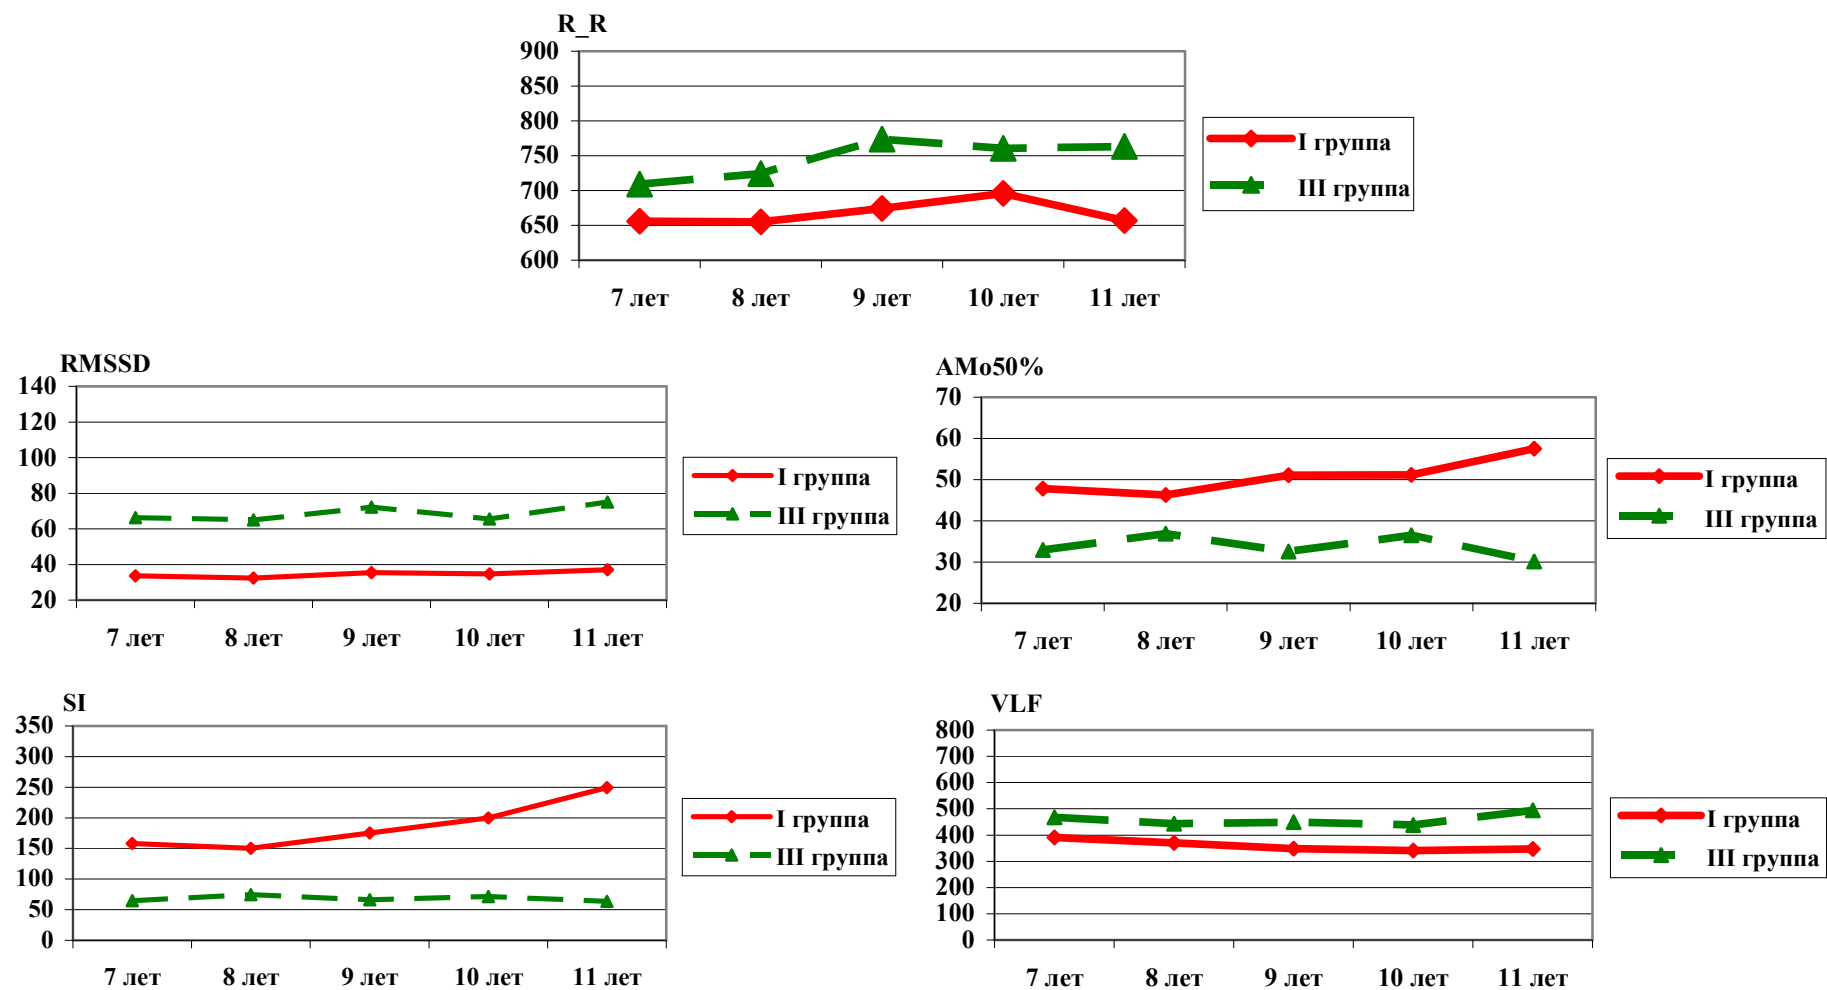 R_R
900
850
800
750
700
650
600
7 лет 8 лет 9 лет 10 лет 11 лет
I группа
III группа
RMSSD
140
120
100
80
60
40
20
7 лет 8 лет 9 лет 10 лет 11 лет
I группа
III группа
AMo50%
70
60
50
40
30
20
7 лет 8 лет 9 лет 10 лет 11 лет
I группа
III группа
SI
350
300
250
200
150
100
50
0
7 лет 8 лет 9 лет 10 лет 11 лет
I группа
III группа
VLF
800
700
600
500
400
300
200
100
0
7 лет 8 лет 9 лет 10 лет 11 лет
I группа
III группа